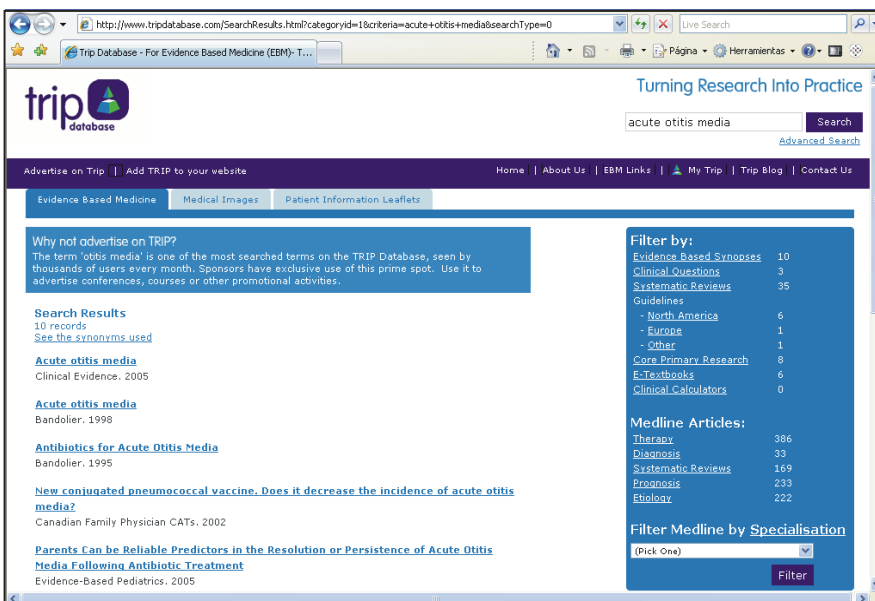 http://www.tripdatabase.com/SearchResults.html?categoryid=1&criteria=acute+otitis+media&searchType=0
Live Search
Trip Database - For Evidence Based Medicine (EBM)- T...
Página
Herramientas
Turning Research Into Practice
trip
database
acute otitis media
Search
Advanced Search
Advertise on Trip | Add TRIP to your website
Home | About Us | EBM Links | My Trip | Trip Blog | Contact Us
Evidence Based Medicine
Medical Images
Patient Information Leaflets
Why not advertise on TRIP?
The term 'otitis media' is one of the most searched terms on the TRIP Database, seen by
thousands of users every month. Sponsors have exclusive use of this prime spot. Use it to
advertise conferences, courses or other promotional activities.
Search Results
10 records
See the synonyms used
Acute otitis media
Clinical Evidence. 2005
Acute otitis media
Bandolier. 1998
Antibiotics for Acute Otitis Media
Bandolier. 1995
New conjugated pneumococcal vaccine. Does it decrease the incidence of acute otitis
media?
Canadian Family Physician CATs. 2002
Parents Can be Reliable Predictors in the Resolution or Persistence of Acute Otitis
Media Following Antibiotic Treatment
Evidence-Based Pediatrics. 2005
Filter by:
Evidence Based Synopses 10
Clinical Questions 3
Systematic Reviews 35
Guidelines
- North America 6
- Europe 1
- Other 1
Core Primary Research 8
E-Textbooks 6
Clinical Calculators 0
Medline Articles:
Therapy 386
Diagnosis 33
Systematic Reviews 169
Prognosis 233
Etiology 222
Filter Medline by Specialisation
(Pick One)
Filter